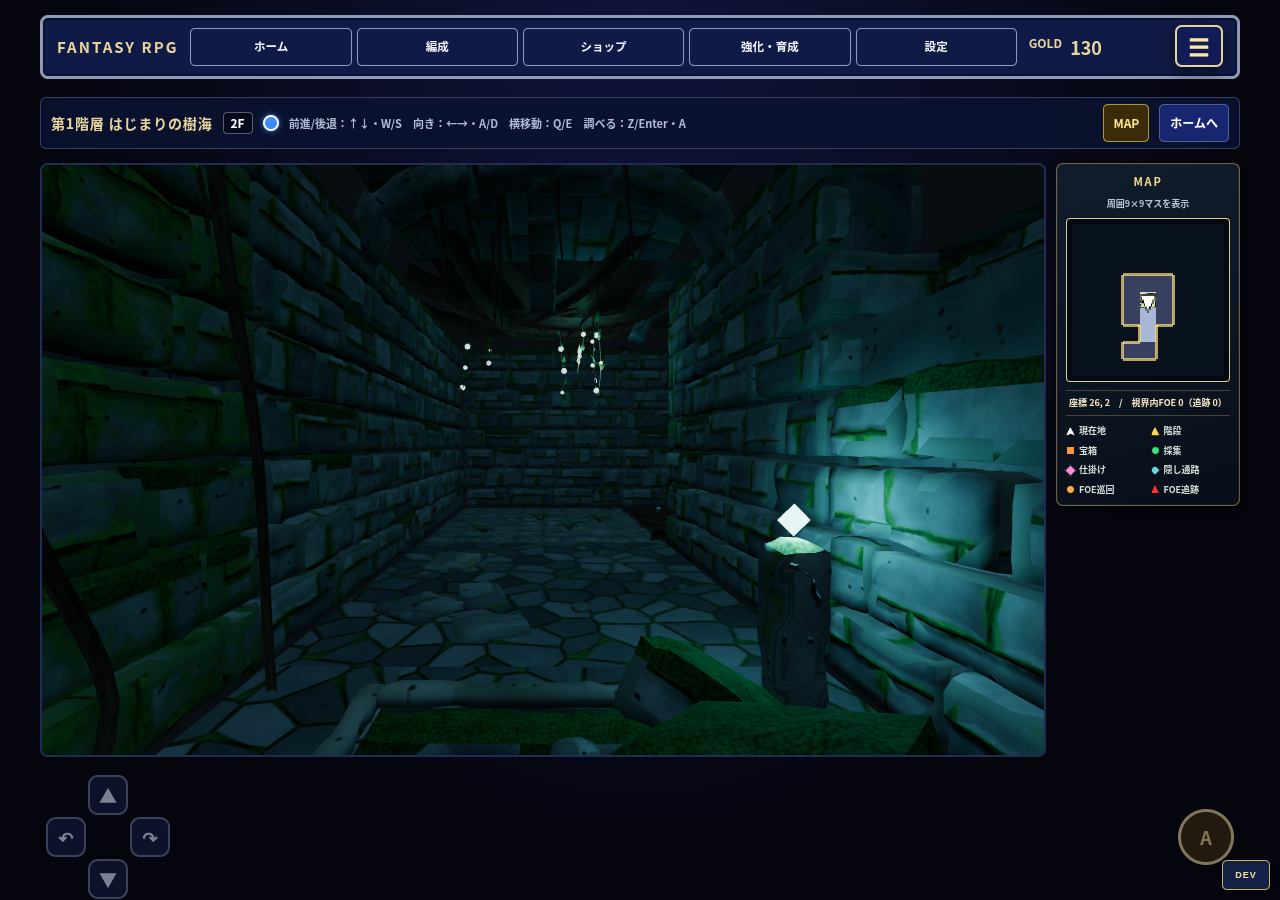 FANTASY RPG ホーム 編成 ショップ 強化・育成 設定 GOLD 130
第1階層 はじまりの樹海 2F 前進/後退：↑↓・W/S 向き：←→・A/D 横移動：Q/E 調べる：Z/Enter・A MAP ホームへ
MAP
周囲9×9マスを表示
座標 26, 2 / 視界内FOE 0（追跡 0）
現在地 階段
宝箱 採集
仕掛け 隠し通路
FOE巡回 FOE追跡
A
DEV